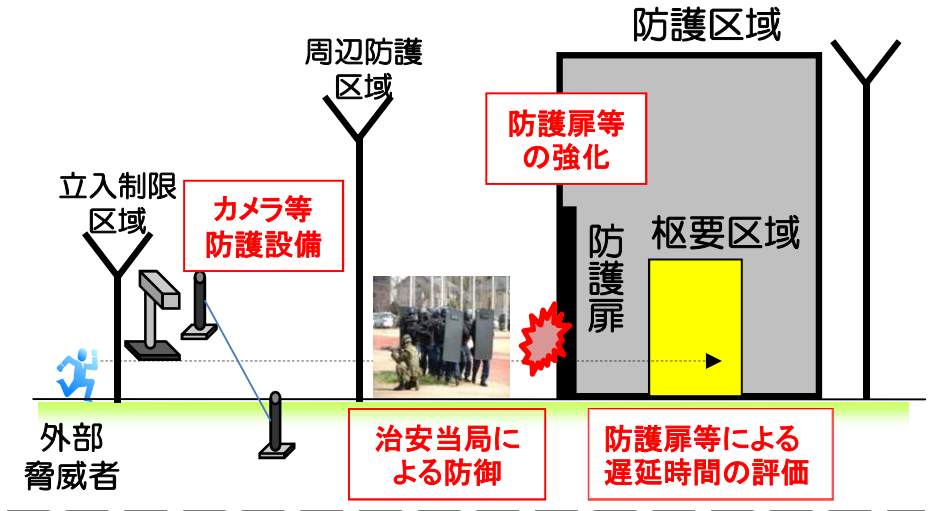 防護区域
周辺防護
区域
防護扉等
の強化
立入制限
区域
カメラ等
防護設備
防護扉
枢要区域
外部
脅威者
治安当局に
よる防御
防護扉等による
遅延時間の評価